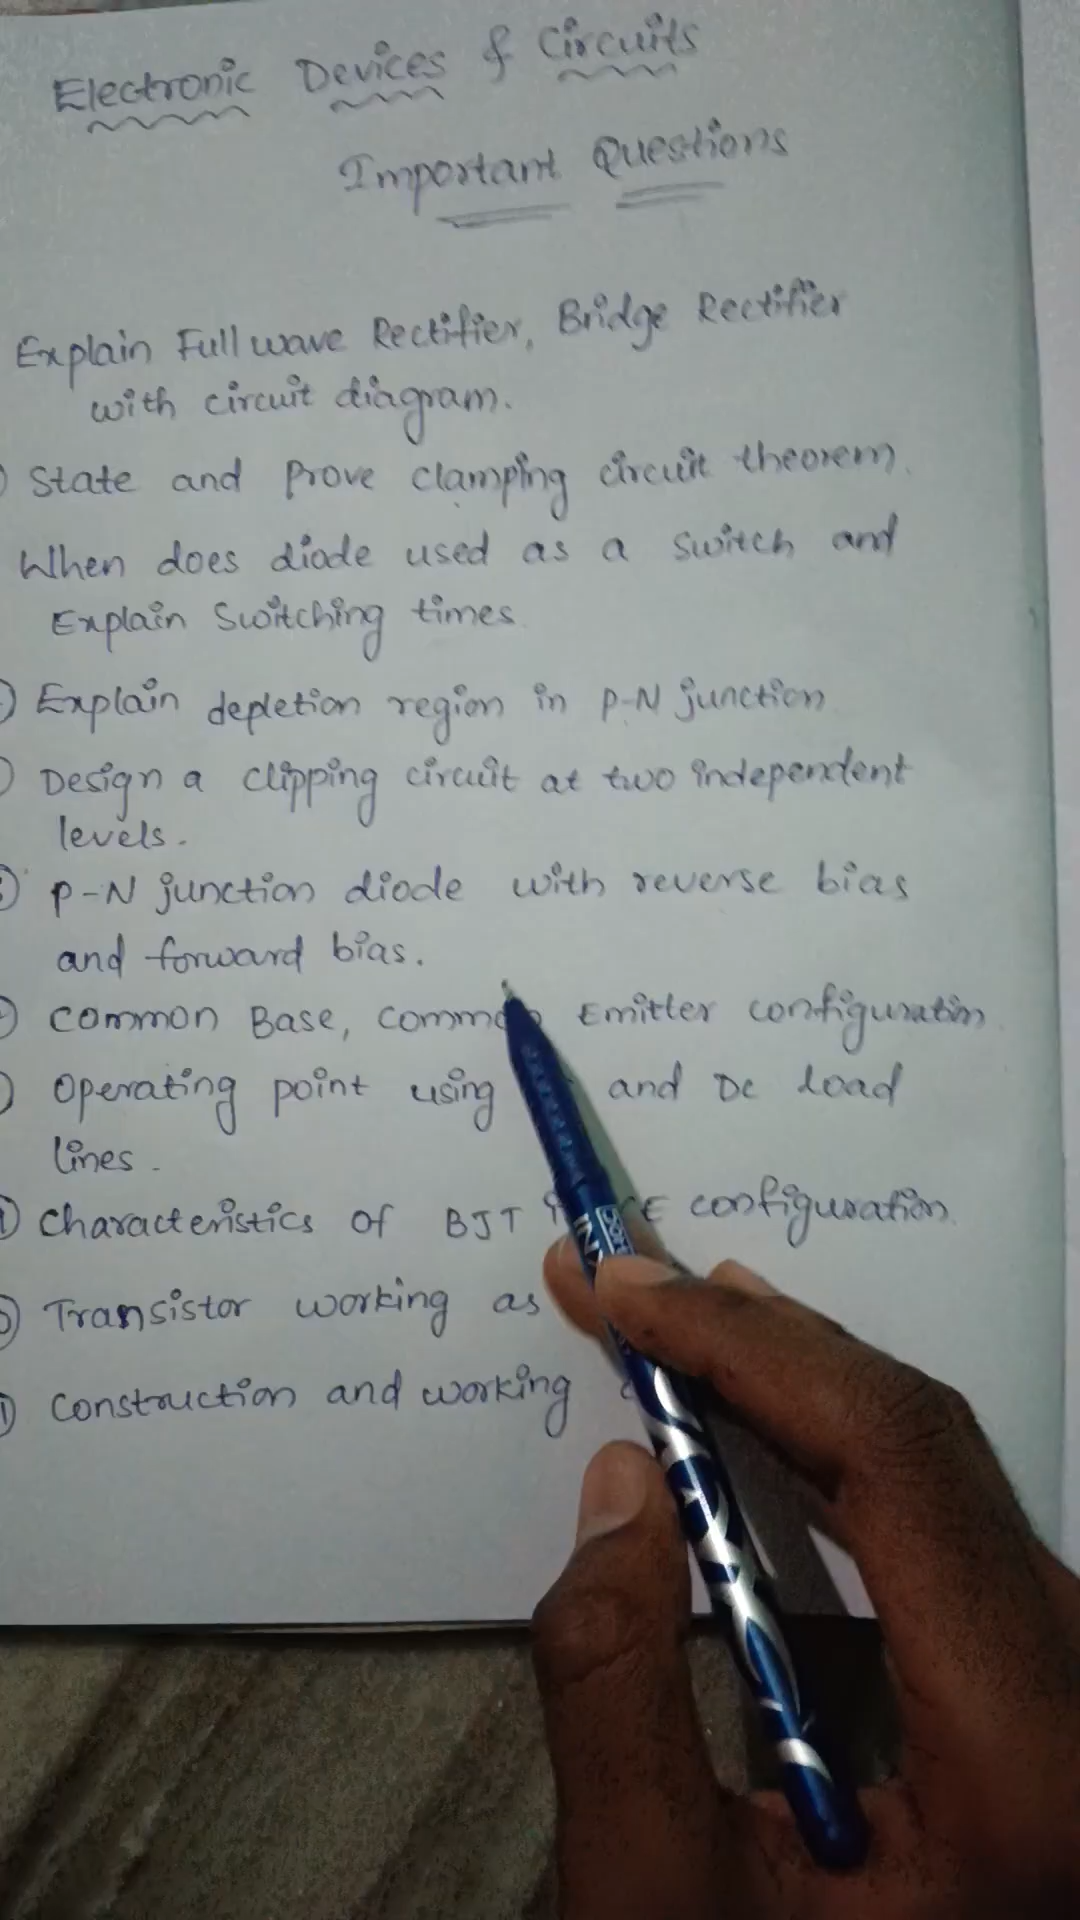 Electronic Devices & Circuits
Important Questions
Explain Full wave Rectifier, Bridge Rectifier
with circuit diagram.
State and Prove clamping circuit theorem.
When does diode used as a switch and
Explain Switching times
Explain depletion region in P-N junction
Design a clipping circuit at two independent
levels.
P-N junction diode with reverse bias
and forward bias.
Common Base, Emitter configuration
Operating point using and DC load
lines.
Characteristics of BJT configuration.
Transistor working as
Construction and working